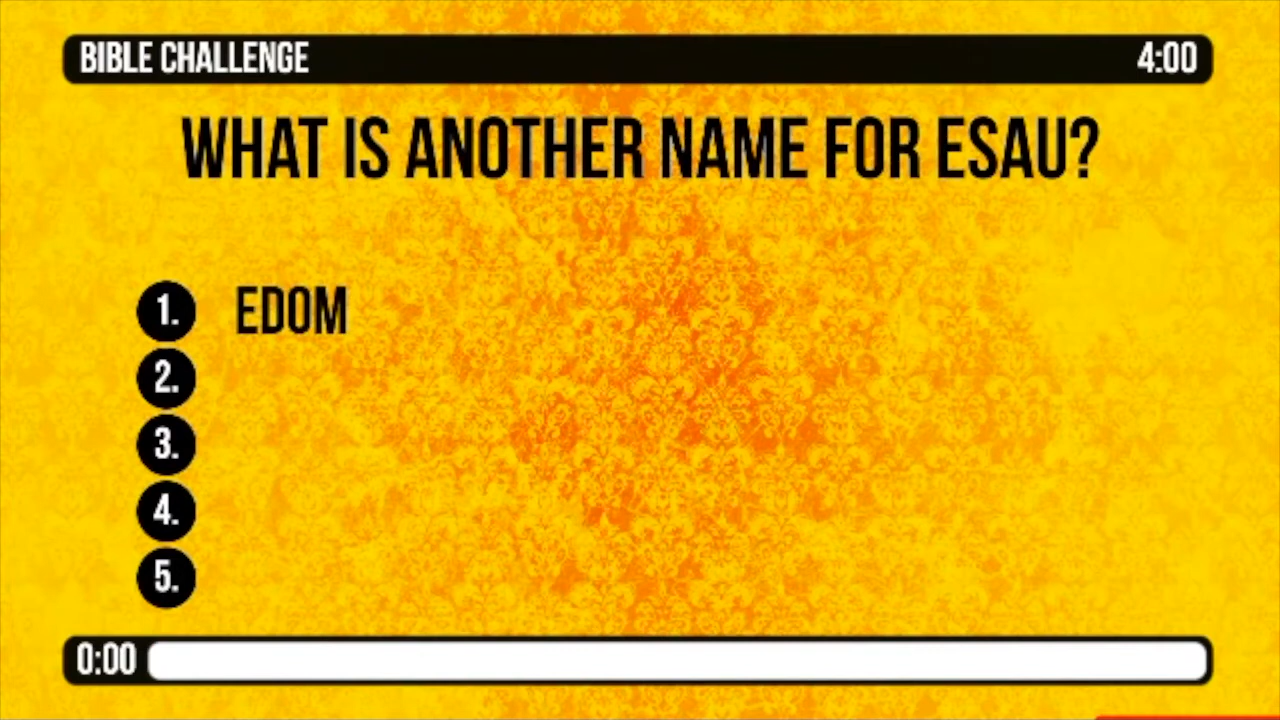 BIBLE CHALLENGE 4:00
WHAT IS ANOTHER NAME FOR ESAU?
1. EDOM
2.
3.
4.
5.
0:00